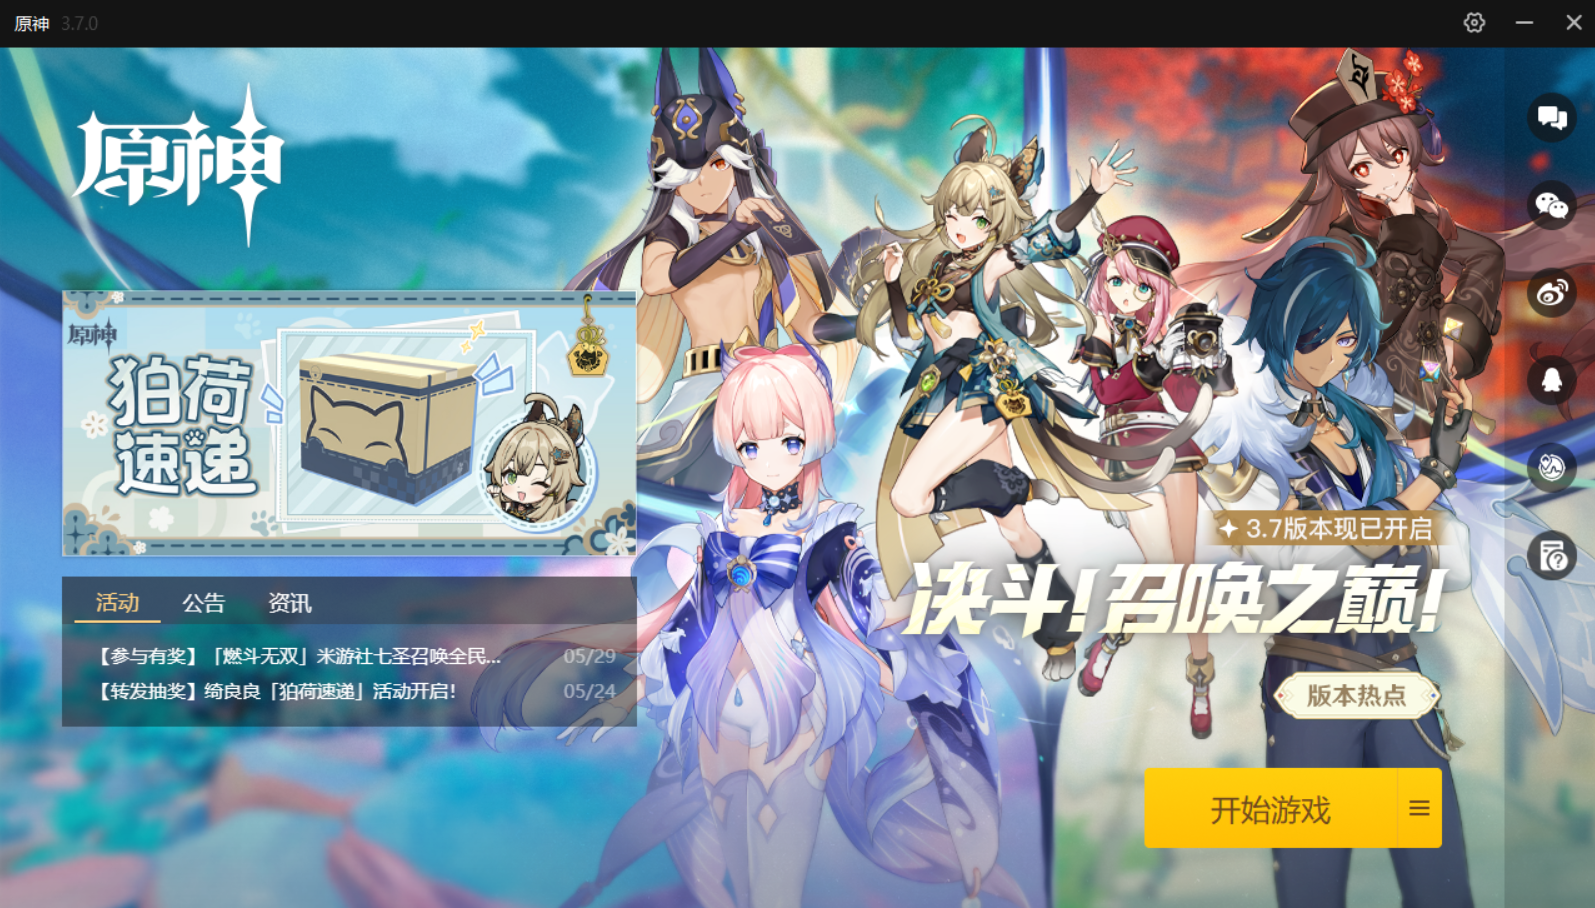 原神 3.7.0
原神
原神
狛荷
速递
活动 公告 资讯
【参与有奖】「燃斗无双」米游社七圣召唤全民... 05/29
【转发抽奖】绮良良「狛荷速递」活动开启! 05/24
3.7版本现已开启
决斗!召唤之巅!
版本热点
开始游戏